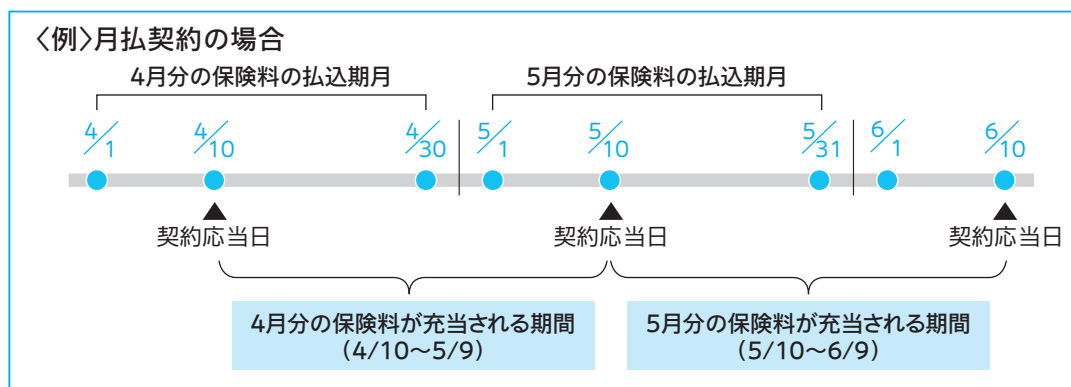 〈例〉月払契約の場合
4月分の保険料の払込期月
5月分の保険料の払込期月
4/1
4/10
4/30
5/1
5/10
5/31
6/1
6/10
契約応当日
契約応当日
契約応当日
4月分の保険料が充当される期間
（4/10～5/9）
5月分の保険料が充当される期間
（5/10～6/9）